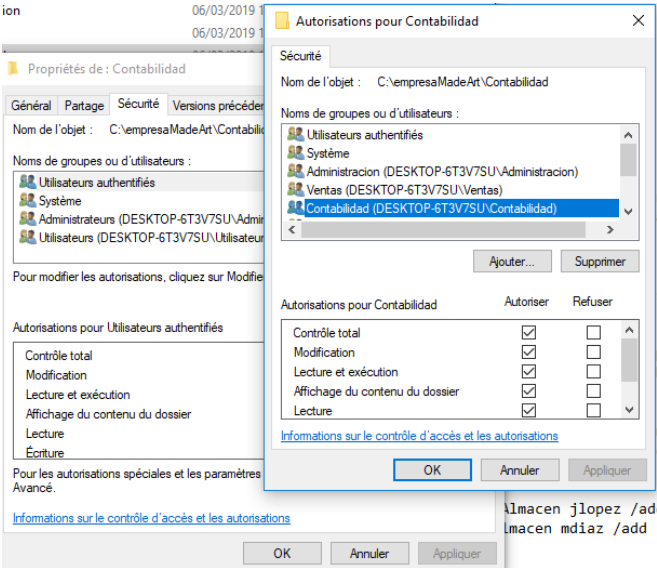 ion
06/03/2019 1
06/03/2019 1
Propriétés de : Contabilidad
Général Partage Sécurité Versions précéder
Nom de l'objet : C:\empresaMadeArt\Contabilid
Noms de groupes ou d'utilisateurs :
Utilisateurs authentifiés
Système
Administrateurs (DESKTOP-6T3V7SU\Admir
Utilisateurs (DESKTOP-6T3V7SU\Utilisateur
Pour modifier les autorisations, cliquez sur Modifie
Autorisations pour Utilisateurs authentifiés
Contrôle total
Modification
Lecture et exécution
Affichage du contenu du dossier
Lecture
Écriture
Pour les autorisations spéciales et les paramètres
Avancé.
Informations sur le contrôle d'accès et les autorisations
OK Annuler Appliquer
Autorisations pour Contabilidad
Sécurité
Nom de l'objet : C:\empresaMadeArt\Contabilidad
Noms de groupes ou d'utilisateurs :
Utilisateurs authentifiés
Système
Administracion (DESKTOP-6T3V7SU\Administracion)
Ventas (DESKTOP-6T3V7SU\Ventas)
Contabilidad (DESKTOP-6T3V7SU\Contabilidad)
Ajouter... Supprimer
Autorisations pour Contabilidad Autoriser Refuser
Contrôle total
Modification
Lecture et exécution
Affichage du contenu du dossier
Lecture
Informations sur le contrôle d'accès et les autorisations
OK Annuler Appliquer
Almacen jlopez /add
lmacen mdiaz /add